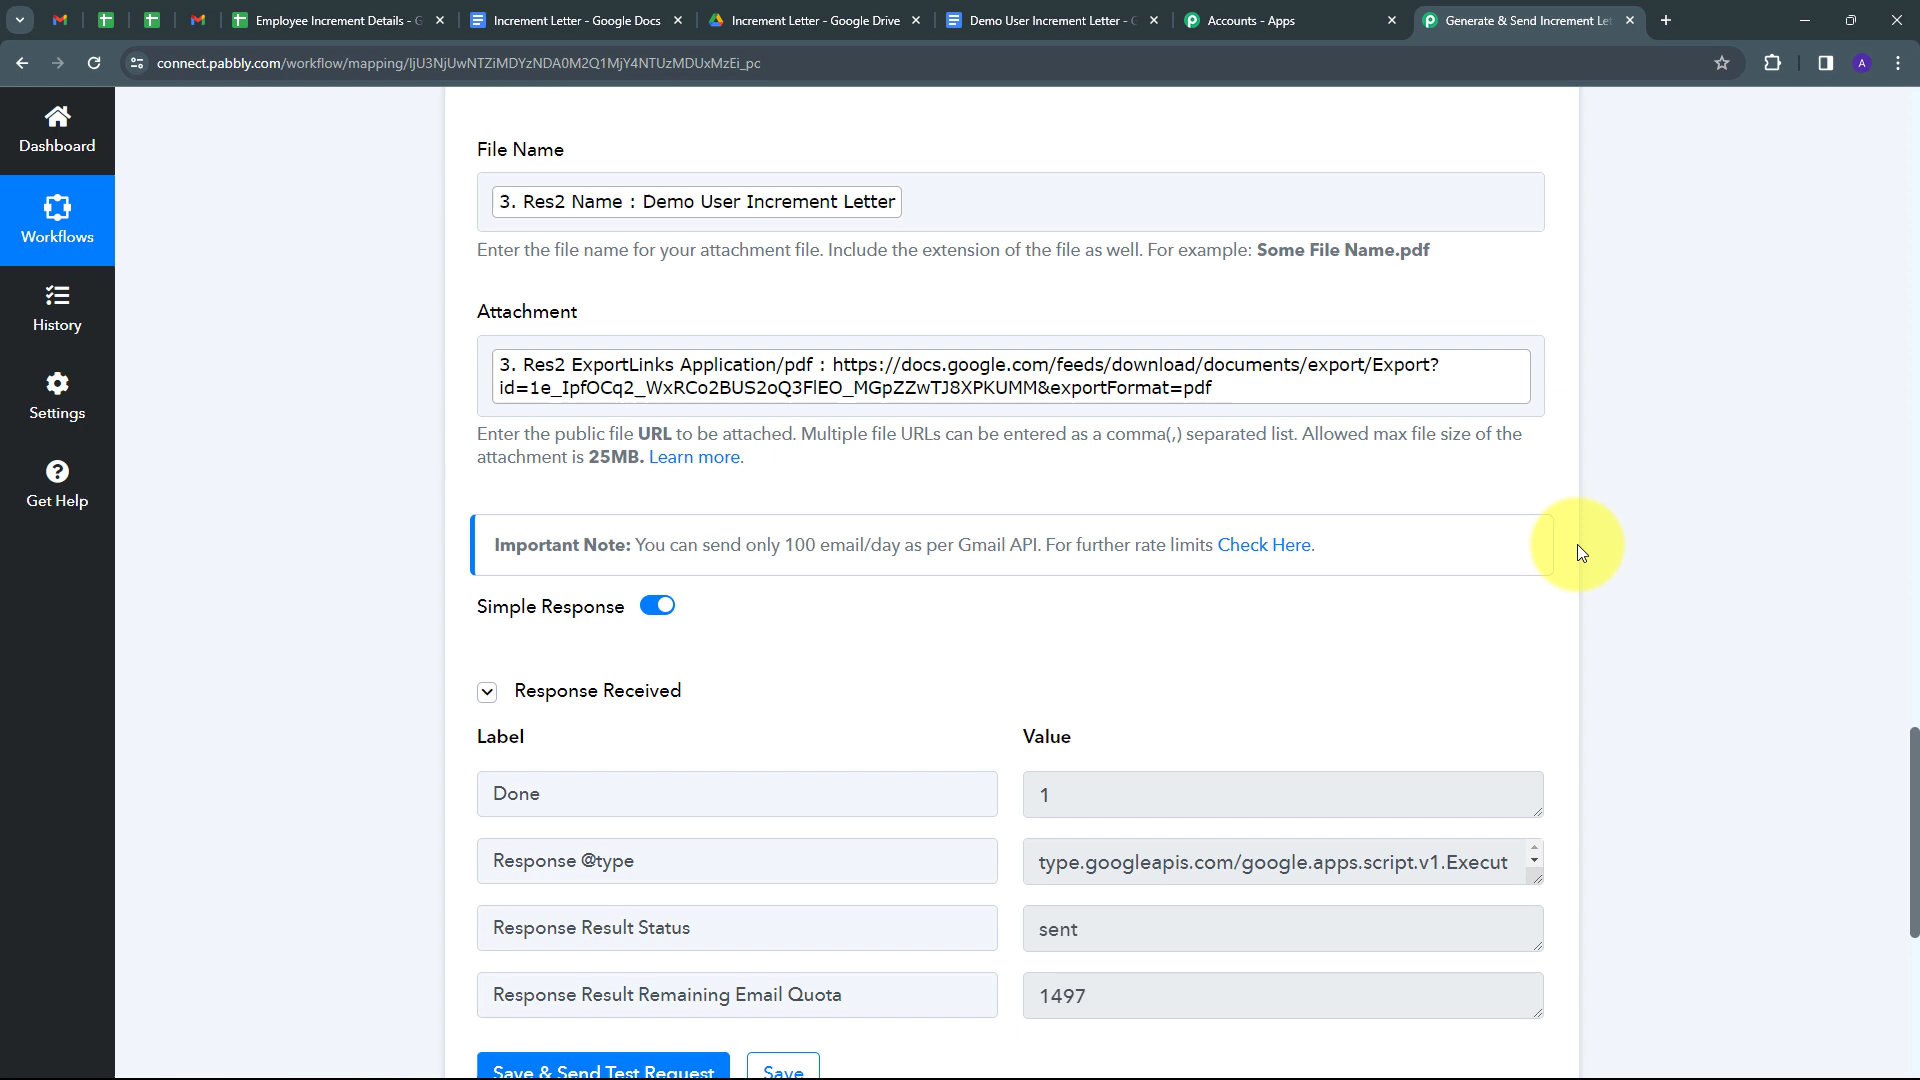 Employee Increment Details - G
Increment Letter - Google Docs
Increment Letter - Google Drive
Demo User Increment Letter - G
Accounts - Apps
Generate & Send Increment Let
connect.pabbly.com/workflow/mapping/IjU3NjUwNTZiMDYzNDA0M2Q1MjY4NTUzMDUxMzEi_pc
A
Dashboard
Workflows
History
Settings
Get Help
File Name
3. Res2 Name : Demo User Increment Letter
Enter the file name for your attachment file. Include the extension of the file as well. For example: Some File Name.pdf
Attachment
3. Res2 ExportLinks Application/pdf : https://docs.google.com/feeds/download/documents/export/Export?
id=1e_IpfOCq2_WxRCo2BUS2oQ3FlEO_MGpZZwTJ8XPKUMM&exportFormat=pdf
Enter the public file URL to be attached. Multiple file URLs can be entered as a comma(,) separated list. Allowed max file size of the
attachment is 25MB. Learn more.
Important Note: You can send only 100 email/day as per Gmail API. For further rate limits Check Here.
Simple Response
Response Received
Label
Value
Done
1
Response @type
type.googleapis.com/google.apps.script.v1.Execut
Response Result Status
sent
Response Result Remaining Email Quota
1497
Save & Send Test Request
Save